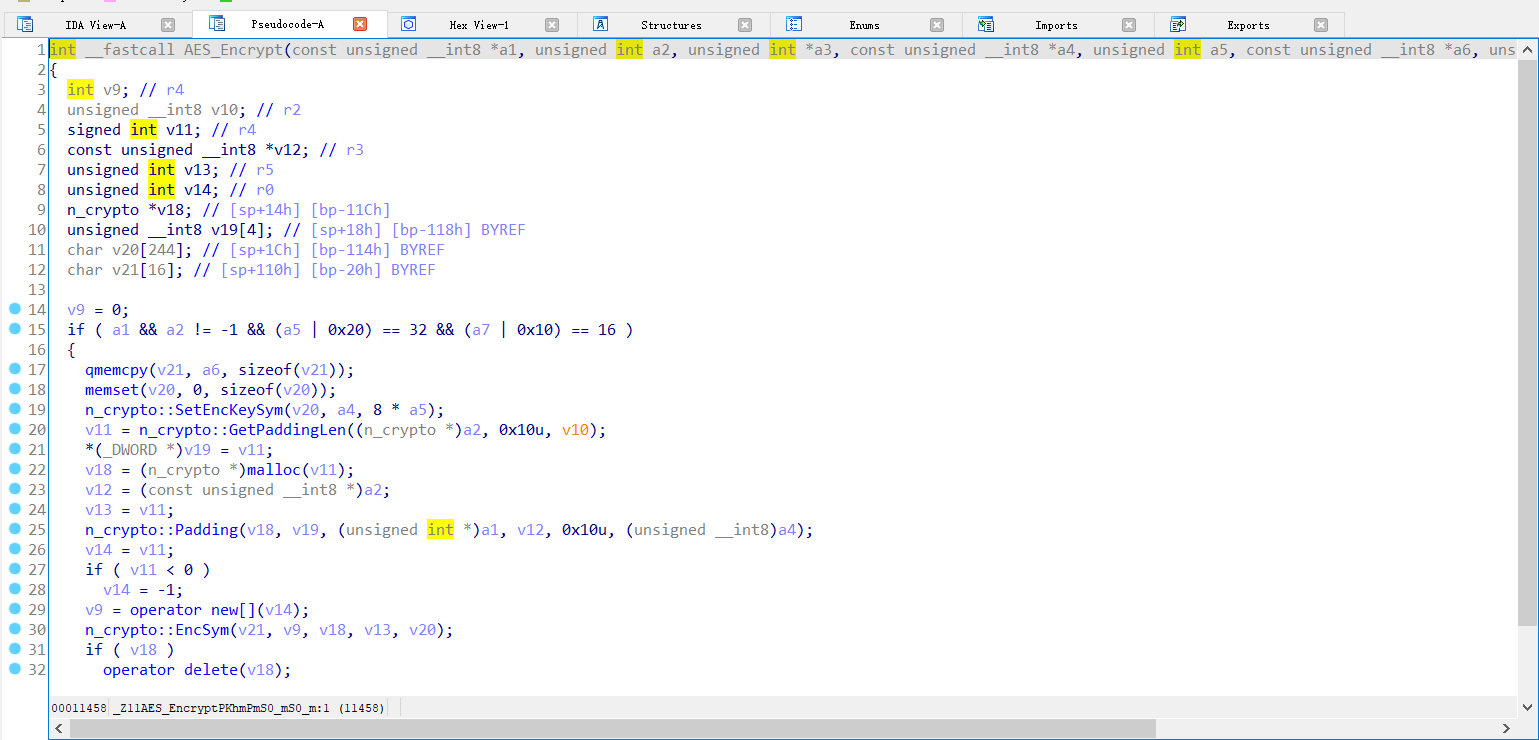 IDA View-A Pseudocode-A Hex View-1 Structures Enums Imports Exports
1 int __fastcall AES_Encrypt(const unsigned __int8 *a1, unsigned int a2, unsigned int *a3, const unsigned __int8 *a4, unsigned int a5, const unsigned __int8 *a6, uns
2 {
3 int v9; // r4
4 unsigned __int8 v10; // r2
5 signed int v11; // r4
6 const unsigned __int8 *v12; // r3
7 unsigned int v13; // r5
8 unsigned int v14; // r0
9 n_crypto *v18; // [sp+14h] [bp-11Ch]
10 unsigned __int8 v19[4]; // [sp+18h] [bp-118h] BYREF
11 char v20[244]; // [sp+1Ch] [bp-114h] BYREF
12 char v21[16]; // [sp+110h] [bp-20h] BYREF
13
14 v9 = 0;
15 if ( a1 && a2 != -1 && (a5 | 0x20) == 32 && (a7 | 0x10) == 16 )
16 {
17 qmemcpy(v21, a6, sizeof(v21));
18 memset(v20, 0, sizeof(v20));
19 n_crypto::SetEncKeySym(v20, a4, 8 * a5);
20 v11 = n_crypto::GetPaddingLen((n_crypto *)a2, 0x10u, v10);
21 *(_DWORD *)v19 = v11;
22 v18 = (n_crypto *)malloc(v11);
23 v12 = (const unsigned __int8 *)a2;
24 v13 = v11;
25 n_crypto::Padding(v18, v19, (unsigned int *)a1, v12, 0x10u, (unsigned __int8)a4);
26 v14 = v11;
27 if ( v11 < 0 )
28 v14 = -1;
29 v9 = operator new[](v14);
30 n_crypto::EncSym(v21, v9, v18, v13, v20);
31 if ( v18 )
32 operator delete(v18);
00011458 _Z11AES_EncryptPKhmPmS0_mS0_m:1 (11458)